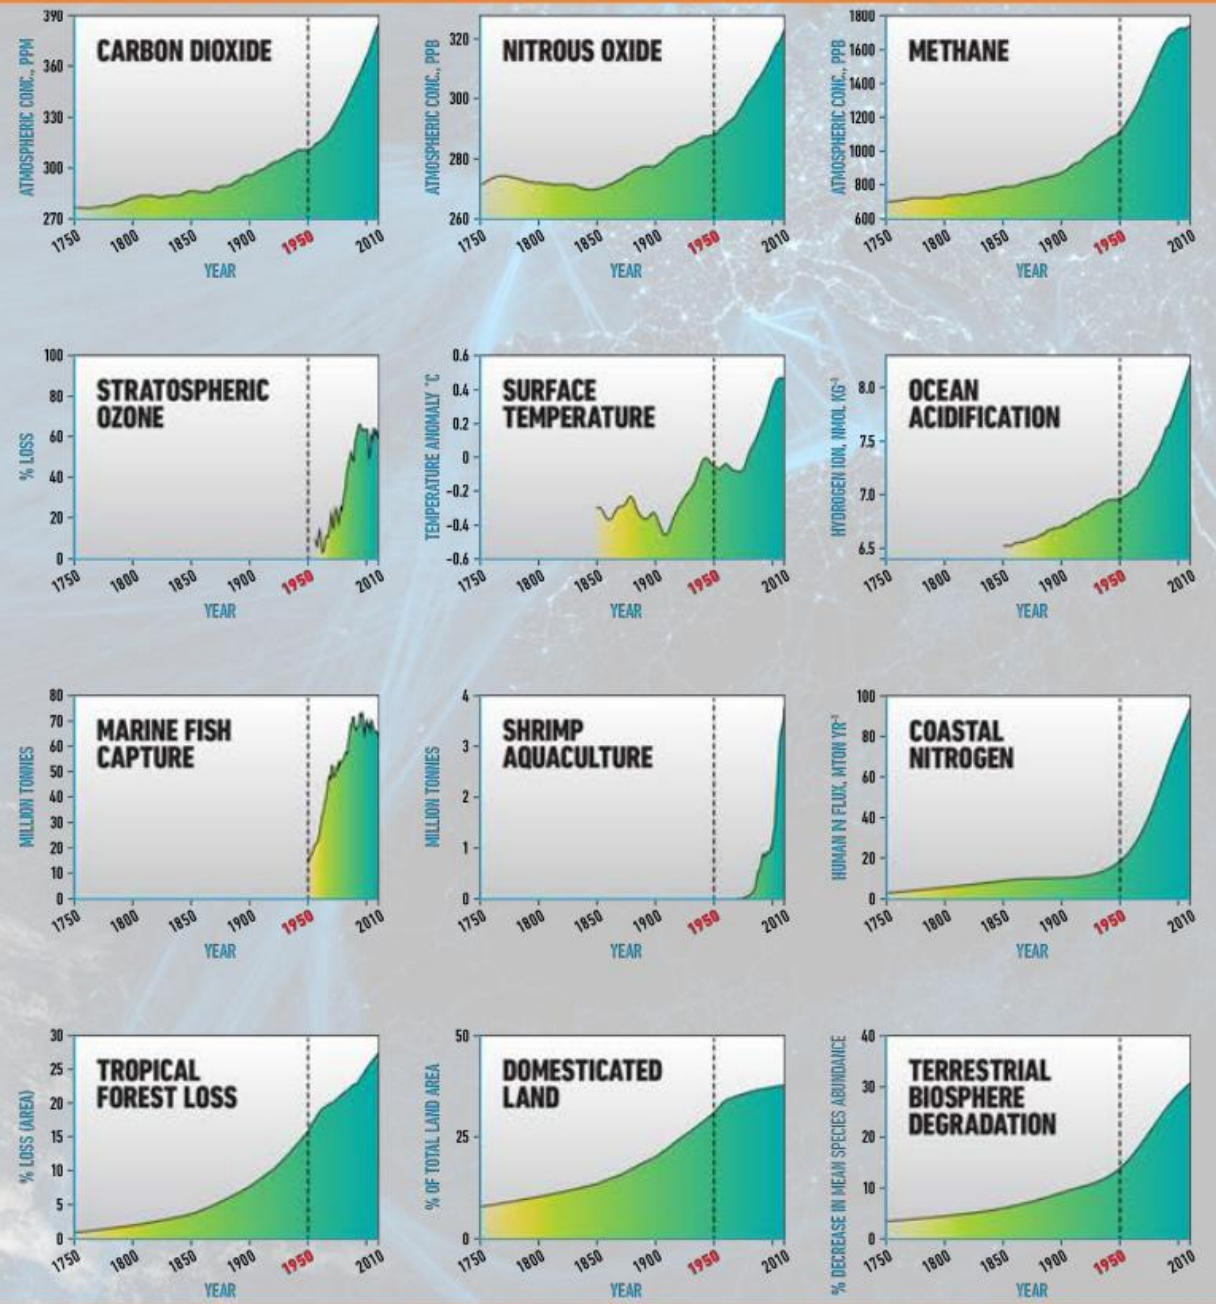 CARBON DIOXIDE
ATMOSPHERIC CONC., PPM
390
360
330
300
270
1750 1800 1850 1900 1950 2010
YEAR
NITROUS OXIDE
ATMOSPHERIC CONC., PPB
320
300
280
260
1750 1800 1850 1900 1950 2010
YEAR
METHANE
ATMOSPHERIC CONC., PPB
1800
1600
1400
1200
1000
800
600
1750 1800 1850 1900 1950 2010
YEAR
STRATOSPHERIC
OZONE
% LOSS
100
80
60
40
20
0
1750 1800 1850 1900 1950 2010
YEAR
SURFACE
TEMPERATURE
TEMPERATURE ANOMALY °C
0.6
0.4
0.2
0
-0.2
-0.4
-0.6
1750 1800 1850 1900 1950 2010
YEAR
OCEAN
ACIDIFICATION
HYDROGEN ION, NMOL KG-1
8.0
7.5
7.0
6.5
1750 1800 1850 1900 1950 2010
YEAR
MARINE FISH
CAPTURE
MILLION TONNES
80
70
60
50
40
30
20
10
0
1750 1800 1850 1900 1950 2010
YEAR
SHRIMP
AQUACULTURE
MILLION TONNES
4
3
2
1
0
1750 1800 1850 1900 1950 2010
YEAR
COASTAL
NITROGEN
HUMAN N FLUX, MTON YR-1
100
80
60
40
20
0
1750 1800 1850 1900 1950 2010
YEAR
TROPICAL
FOREST LOSS
% LOSS (AREA)
30
25
20
15
10
5
0
1750 1800 1850 1900 1950 2010
YEAR
DOMESTICATED
LAND
% OF TOTAL LAND AREA
50
25
0
1750 1800 1850 1900 1950 2010
YEAR
TERRESTRIAL
BIOSPHERE
DEGRADATION
% DECREASE IN MEAN SPECIES ABUNDANCE
40
30
20
10
0
1750 1800 1850 1900 1950 2010
YEAR